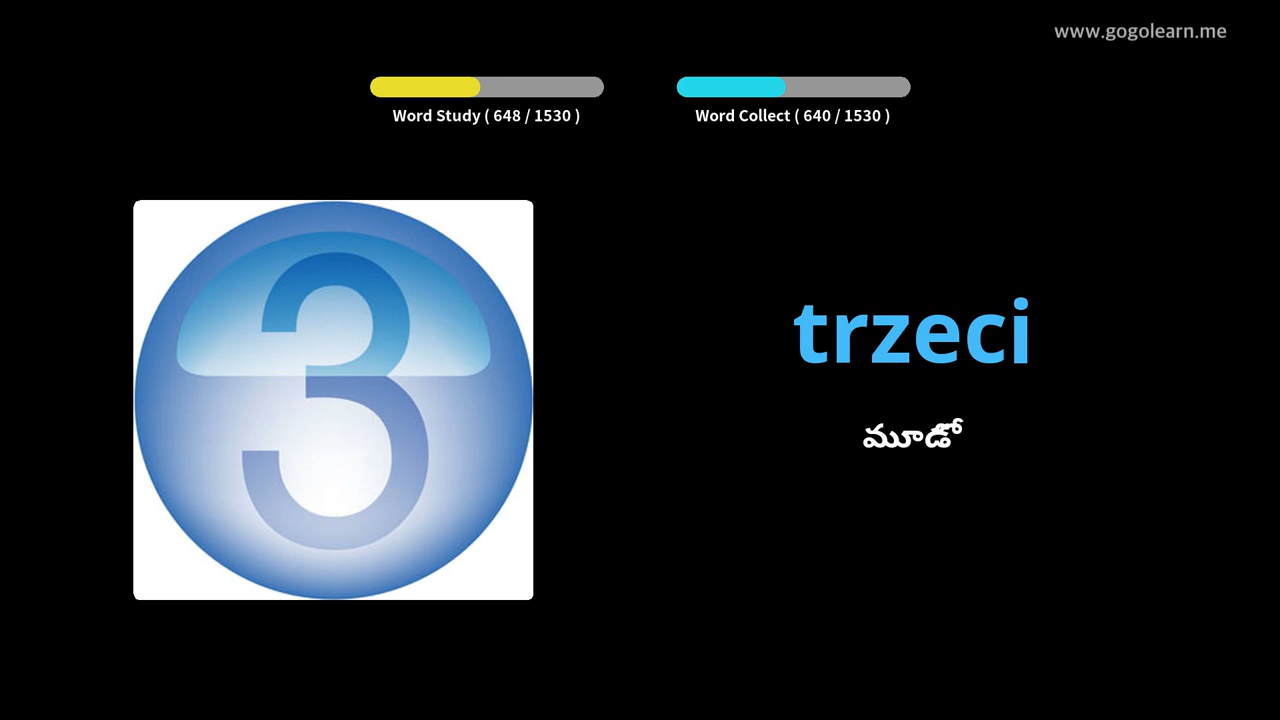 www.gogolearn.me
Word Study ( 648 / 1530 )
Word Collect ( 640 / 1530 )
3
trzeci
మూడో